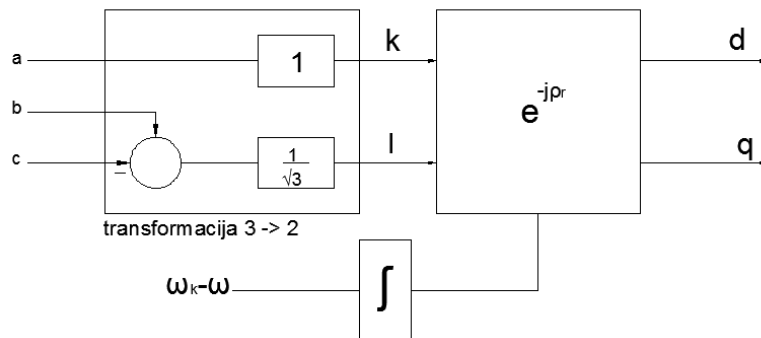 a
1
k
d
b
e^-jρr
c
–
1/√3
l
q
transformacija 3 -> 2
ωk-ω
∫